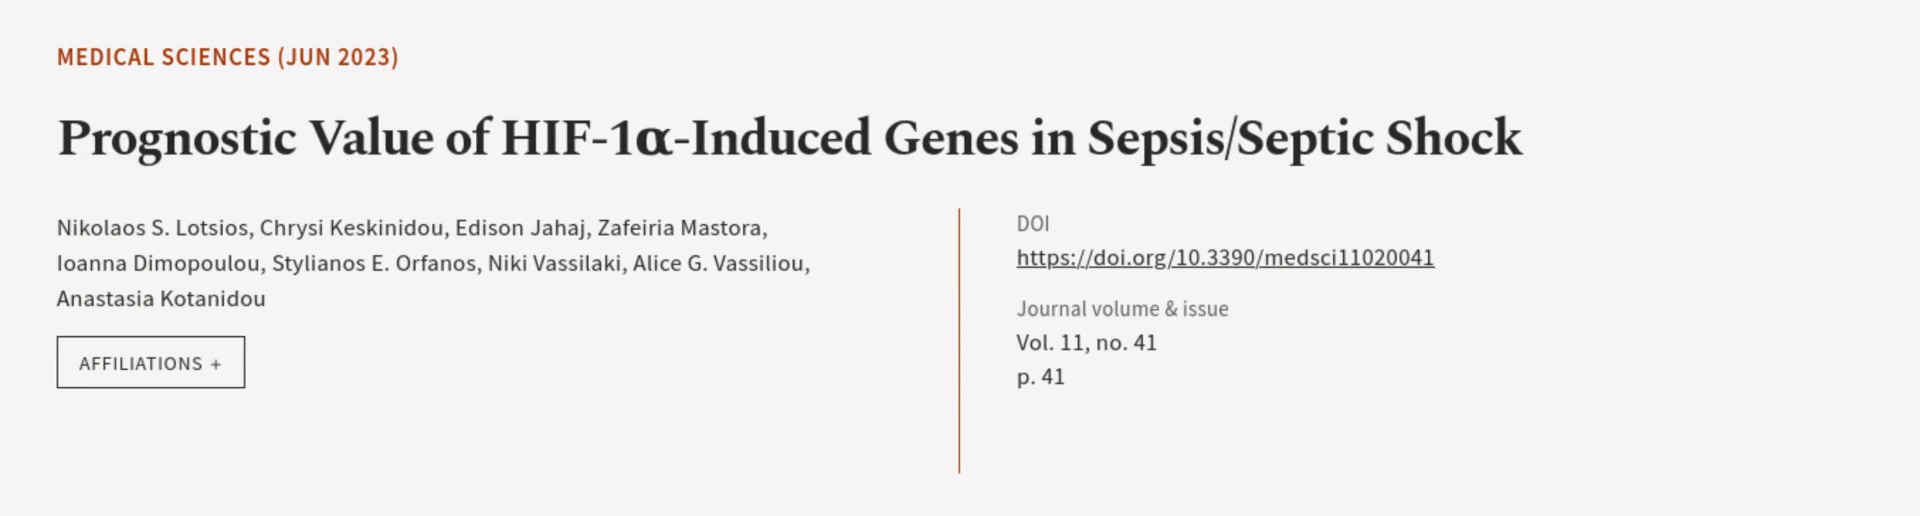 MEDICAL SCIENCES (JUN 2023)
Prognostic Value of HIF-1α-Induced Genes in Sepsis/Septic Shock
Nikolaos S. Lotsios, Chrysi Keskinidou, Edison Jahaj, Zafeiria Mastora,
Ioanna Dimopoulou, Stylianos E. Orfanos, Niki Vassilaki, Alice G. Vassiliou,
Anastasia Kotanidou
AFFILIATIONS +
DOI
https://doi.org/10.3390/medsci11020041
Journal volume & issue
Vol. 11, no. 41
p. 41